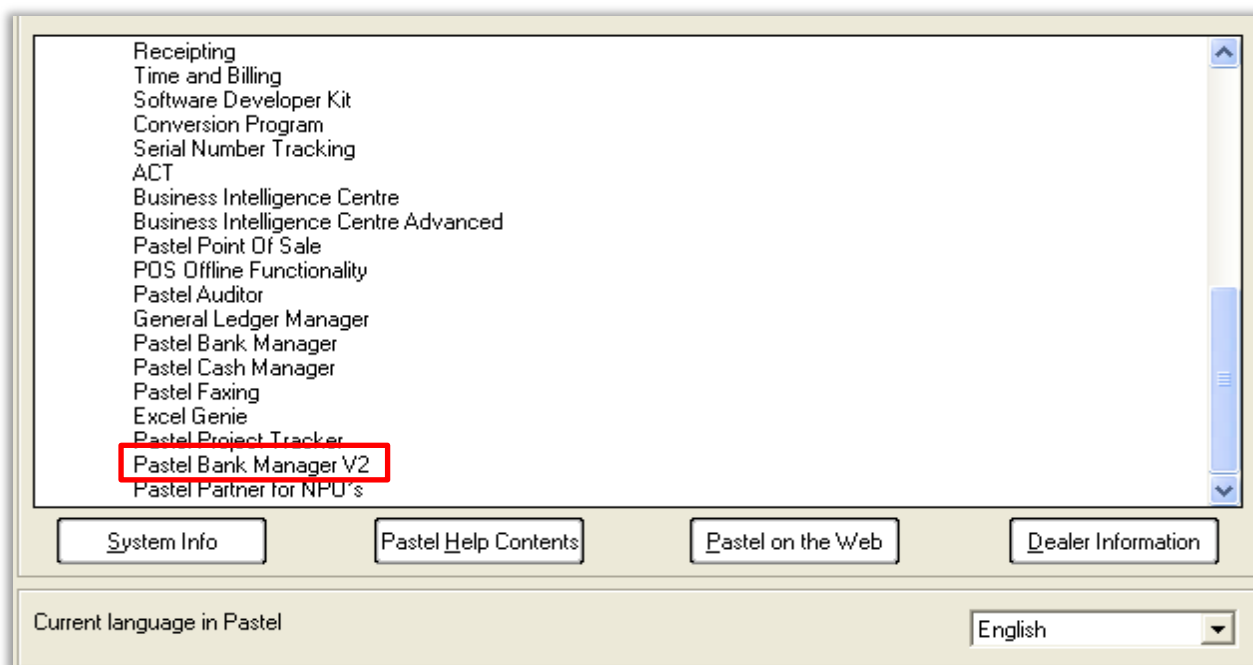 Receipting
Time and Billing
Software Developer Kit
Conversion Program
Serial Number Tracking
ACT
Business Intelligence Centre
Business Intelligence Centre Advanced
Pastel Point Of Sale
POS Offline Functionality
Pastel Auditor
General Ledger Manager
Pastel Bank Manager
Pastel Cash Manager
Pastel Faxing
Excel Genie
Pastel Project Tracker
Pastel Bank Manager V2
Pastel Partner for NPO's
System Info Pastel Help Contents Pastel on the Web Dealer Information
Current language in Pastel English